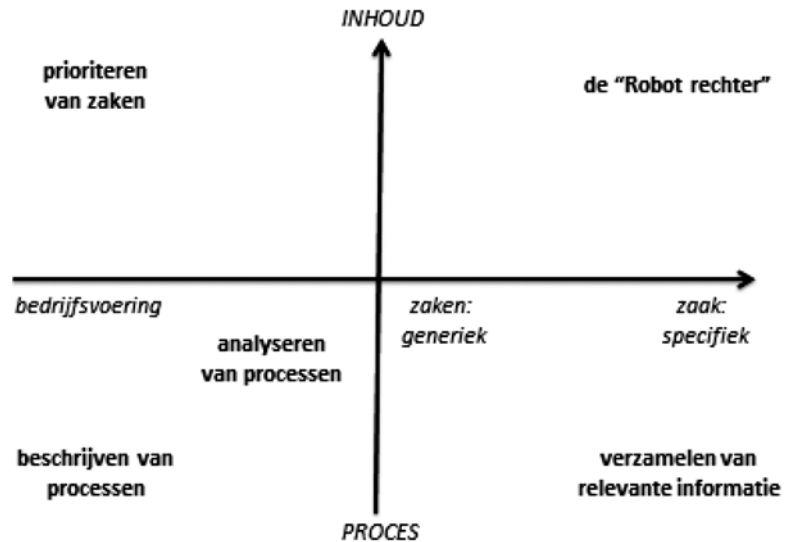 INHOUD
prioriteren
van zaken
de “Robot rechter”
bedrijfsvoering
zaken:
generiek
zaak:
specifiek
analyseren
van processen
beschrijven van
processen
verzamelen van
relevante informatie
PROCES